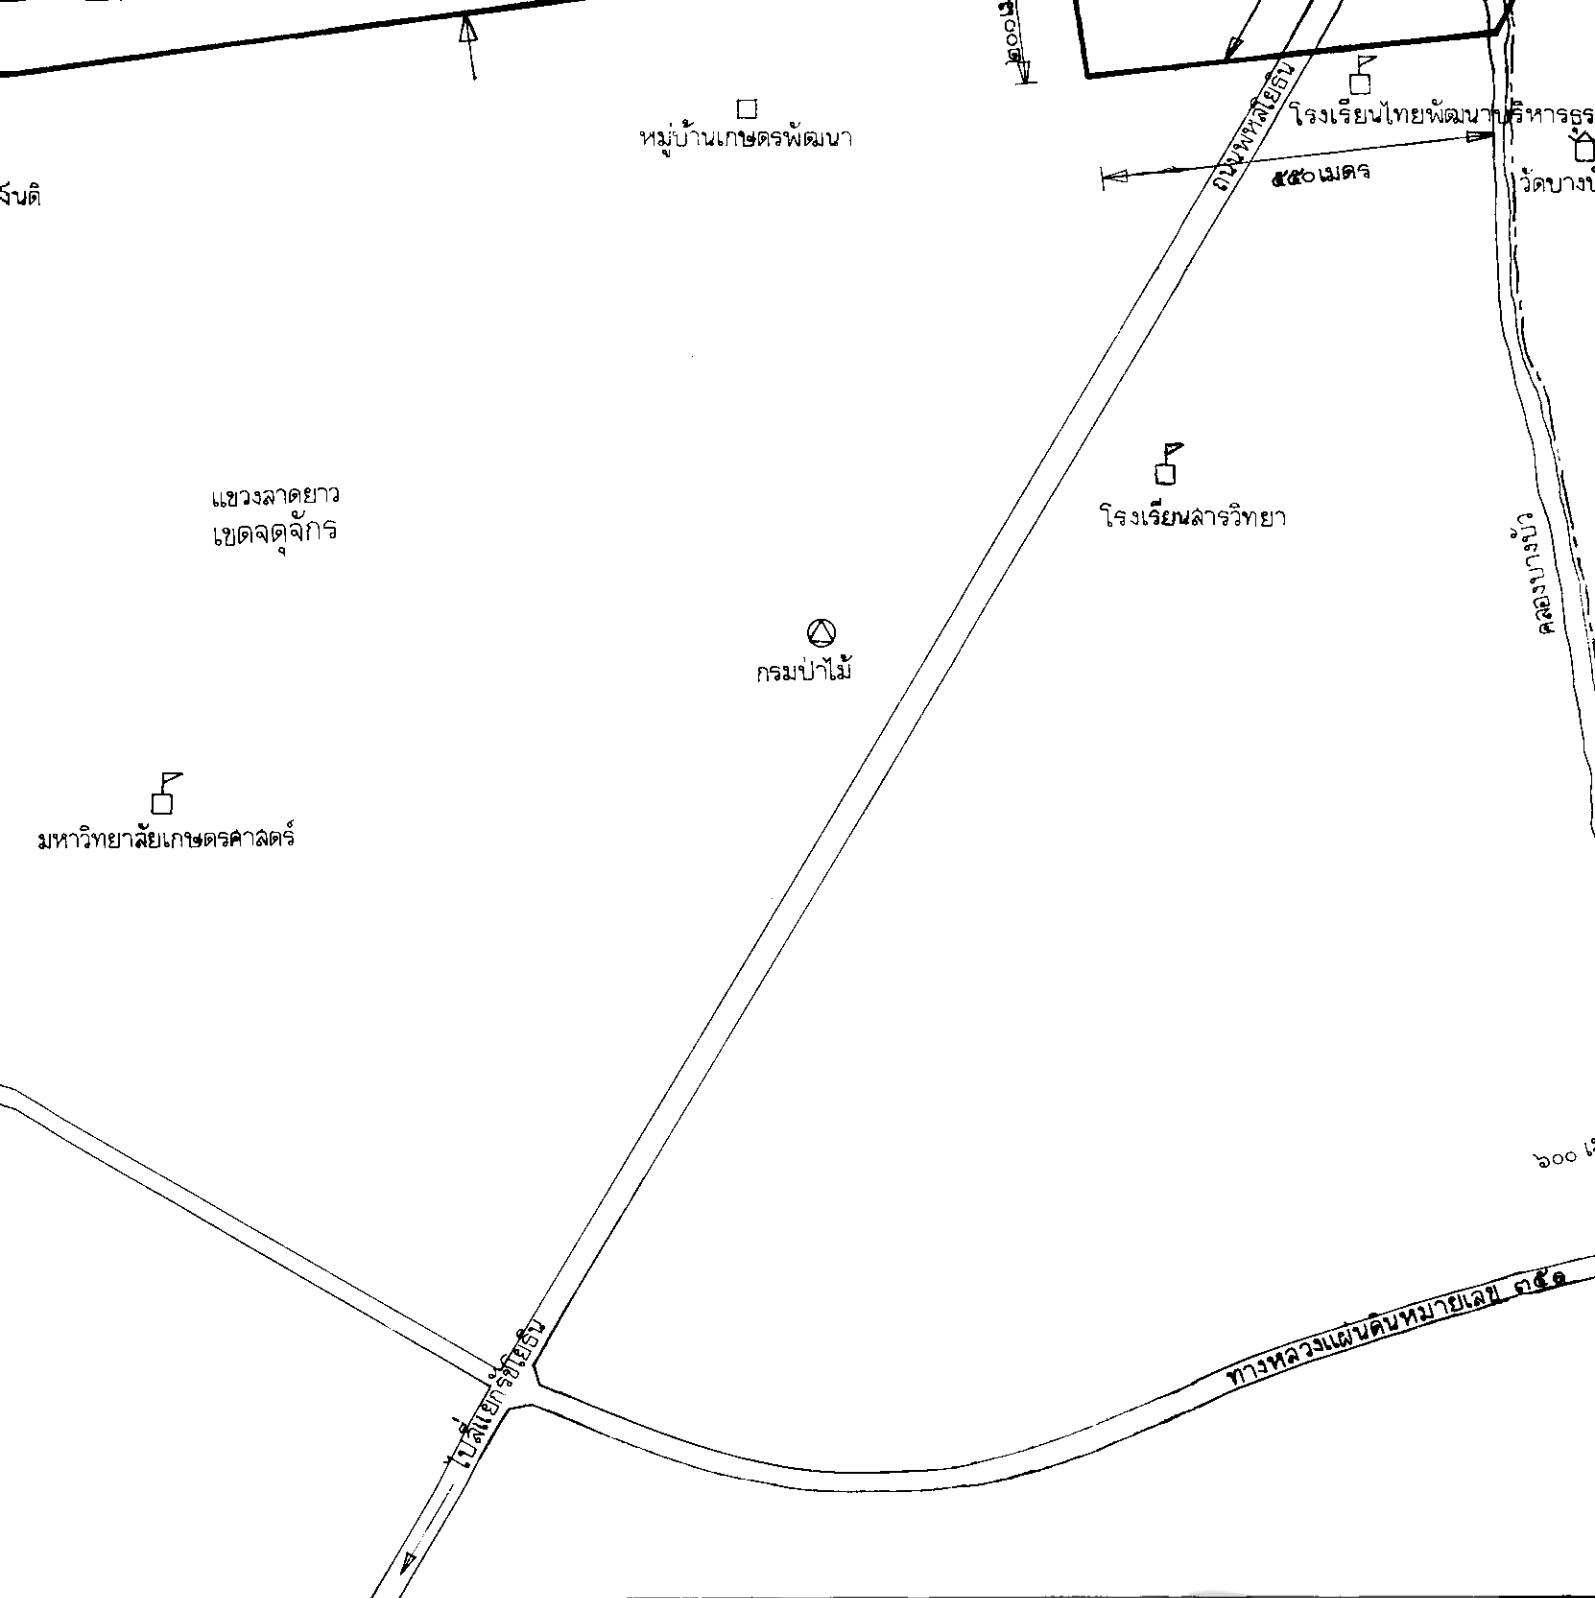 ๒๐๐
หมู่บ้านเกษตรพัฒนา
ถนนพหลโยธิน
โรงเรียนไทยพัฒนาบริหารธุร
๕๕๐ เมตร
วัดบาง
สันติ
แขวงลาดยาว
เขตจตุจักร
โรงเรียนสารวิทยา
คลองบางบัว
กรมป่าไม้
มหาวิทยาลัยเกษตรศาสตร์
๖๐๐
ทางหลวงแผ่นดินหมายเลข ๓๕๑
ไปสี่แยกรัชโยธิน